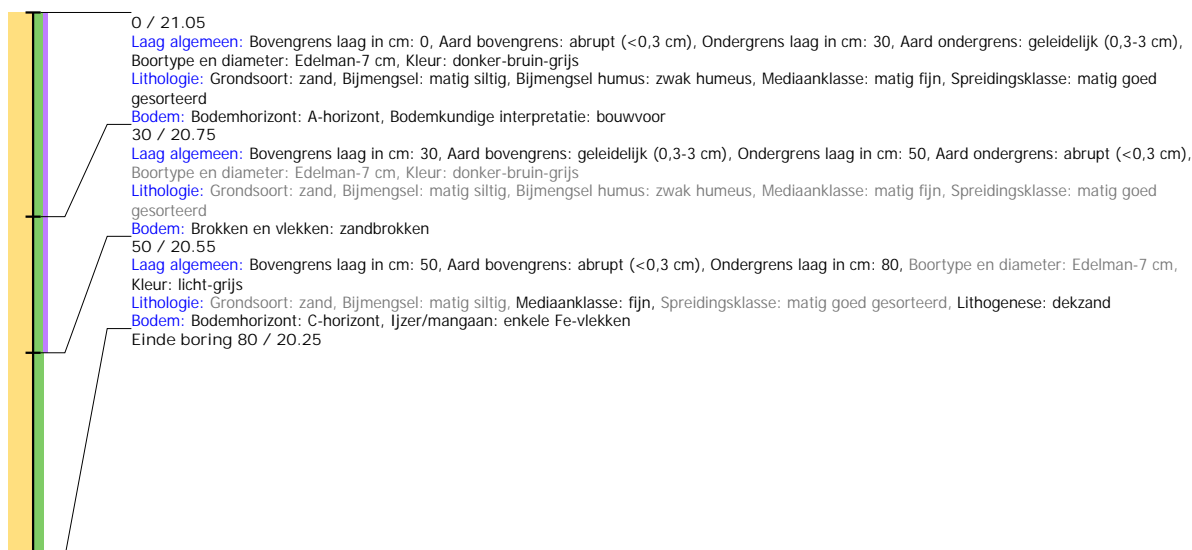 0 / 21.05
Laag algemeen: Bovengrens laag in cm: 0, Aard bovengrens: abrupt (<0,3 cm), Ondergrens laag in cm: 30, Aard ondergrens: geleidelijk (0,3-3 cm),
Boortype en diameter: Edelman-7 cm, Kleur: donker-bruin-grijs
Lithologie: Grondsoort: zand, Bijmengsel: matig siltig, Bijmengsel humus: zwak humeus, Mediaanklasse: matig fijn, Spreidingsklasse: matig goed
gesorteerd
Bodem: Bodemhorizont: A-horizont, Bodemkundige interpretatie: bouwvoor
30 / 20.75
Laag algemeen: Bovengrens laag in cm: 30, Aard bovengrens: geleidelijk (0,3-3 cm), Ondergrens laag in cm: 50, Aard ondergrens: abrupt (<0,3 cm),
Boortype en diameter: Edelman-7 cm, Kleur: donker-bruin-grijs
Lithologie: Grondsoort: zand, Bijmengsel: matig siltig, Bijmengsel humus: zwak humeus, Mediaanklasse: matig fijn, Spreidingsklasse: matig goed
gesorteerd
Bodem: Brokken en vlekken: zandbrokken
50 / 20.55
Laag algemeen: Bovengrens laag in cm: 50, Aard bovengrens: abrupt (<0,3 cm), Ondergrens laag in cm: 80, Boortype en diameter: Edelman-7 cm,
Kleur: licht-grijs
Lithologie: Grondsoort: zand, Bijmengsel: matig siltig, Mediaanklasse: fijn, Spreidingsklasse: matig goed gesorteerd, Lithogenese: dekzand
Bodem: Bodemhorizont: C-horizont, Ijzer/mangaan: enkele Fe-vlekken
Einde boring 80 / 20.25